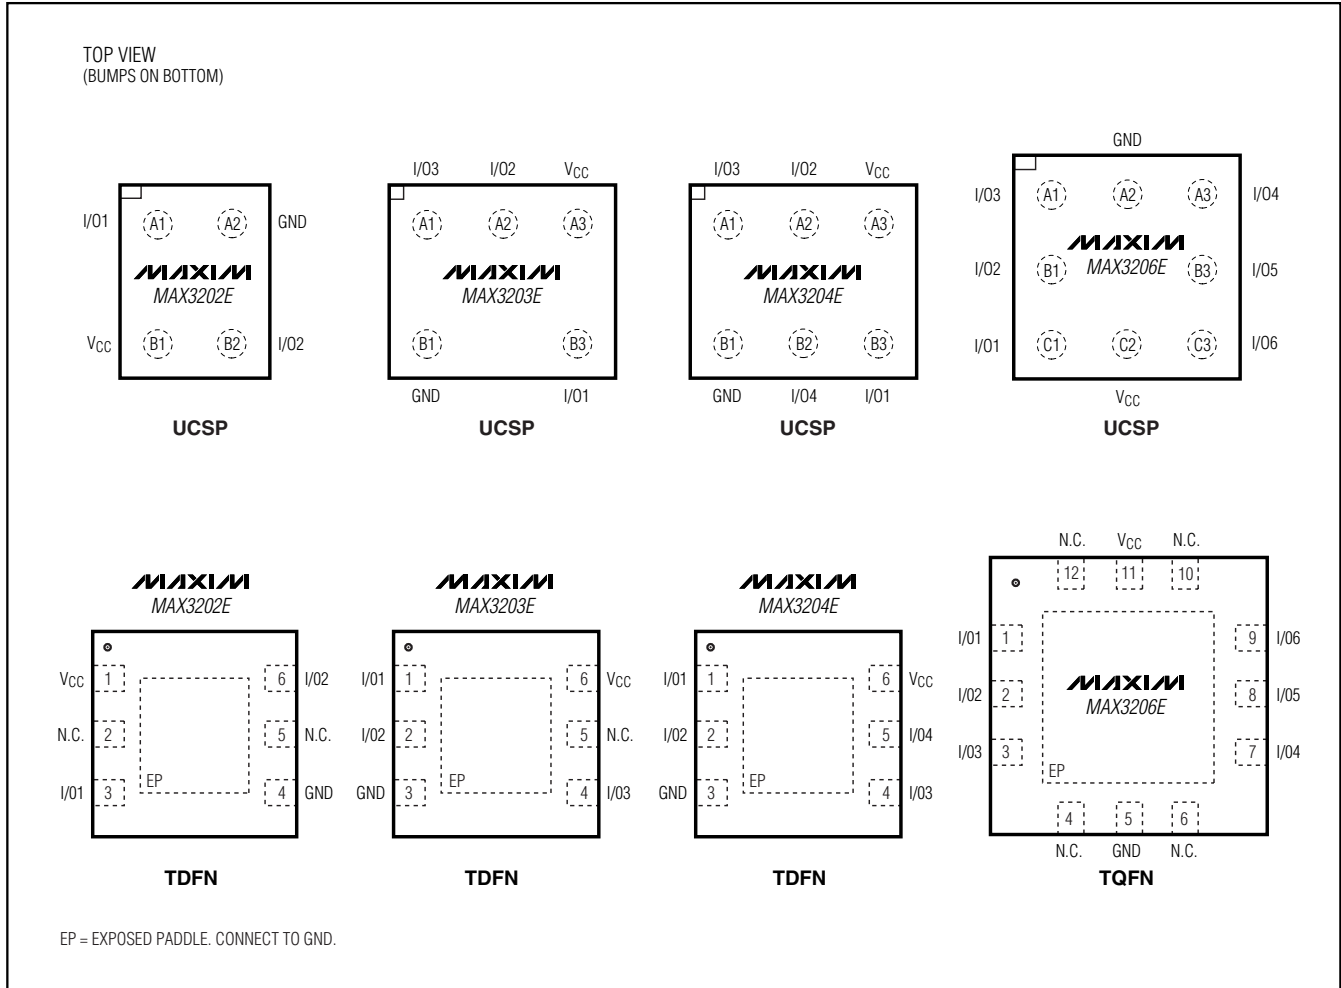 TOP VIEW
(BUMPS ON BOTTOM)
I/O1 A1 A2 GND
MAXIM
MAX3202E
VCC B1 B2 I/O2
UCSP
I/O3 I/O2 VCC
A1 A2 A3
MAXIM
MAX3203E
B1 B3
GND I/O1
UCSP
I/O3 I/O2 VCC
A1 A2 A3
MAXIM
MAX3204E
B1 B2 B3
GND I/O4 I/O1
UCSP
GND
I/O3 A1 A2 A3 I/O4
MAXIM
I/O2 B1 MAX3206E B3 I/O5
I/O1 C1 C2 C3 I/O6
VCC
UCSP
MAXIM
MAX3202E
VCC 1 6 I/O2
N.C. 2 5 N.C.
I/O1 3 EP 4 GND
TDFN
MAXIM
MAX3203E
I/O1 1 6 VCC
I/O2 2 5 N.C.
GND 3 EP 4 I/O3
TDFN
MAXIM
MAX3204E
I/O1 1 6 VCC
I/O2 2 5 I/O4
GND 3 EP 4 I/O3
TDFN
N.C. VCC N.C.
12 11 10
I/O1 1 9 I/O6
MAXIM
I/O2 2 MAX3206E 8 I/O5
I/O3 3 EP 7 I/O4
4 5 6
N.C. GND N.C.
TQFN
EP = EXPOSED PADDLE. CONNECT TO GND.